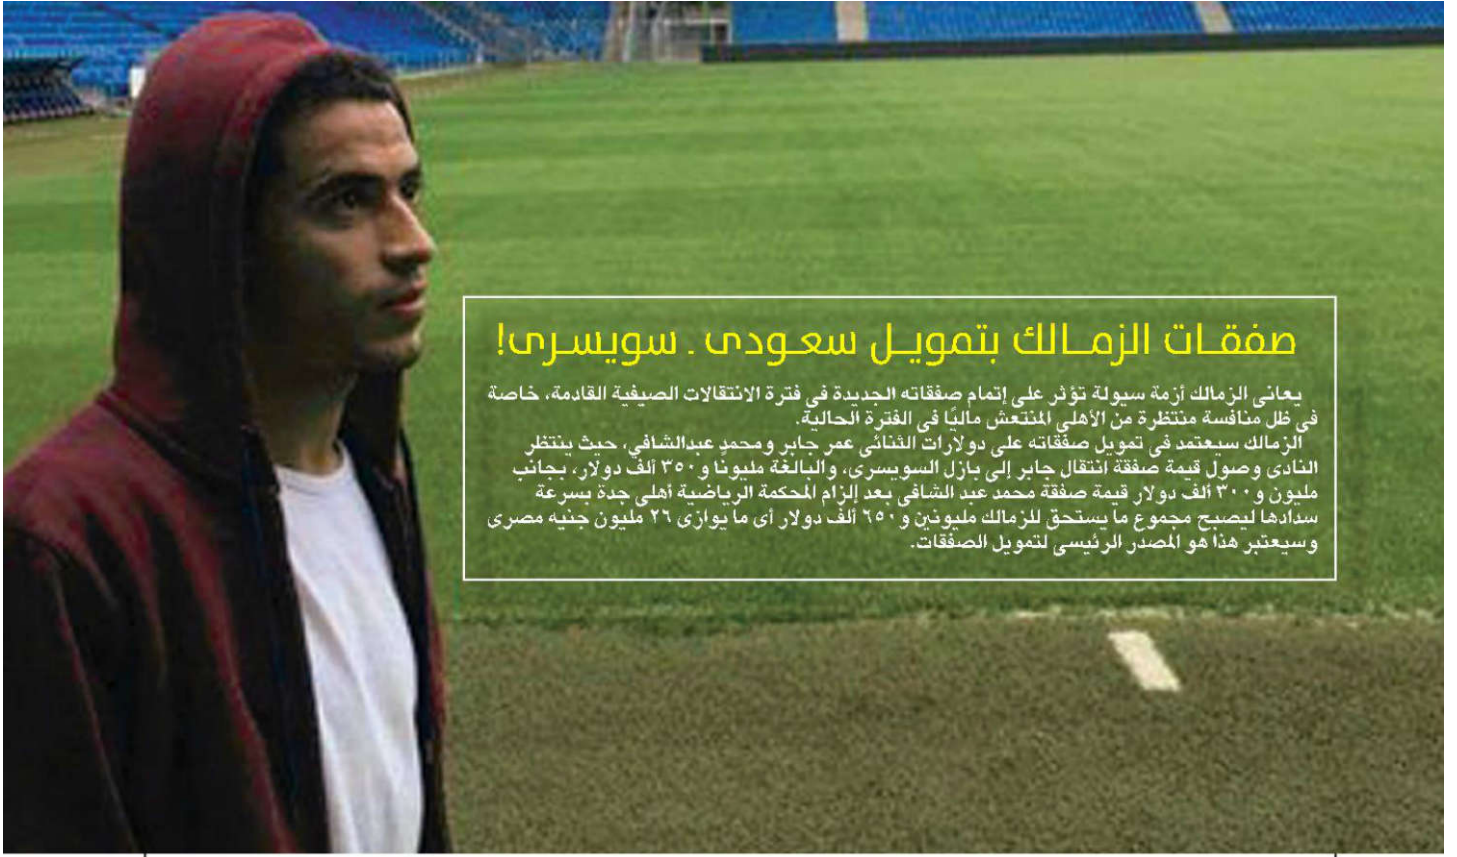 صفقات الزمالك بتمويل سعودى . سويسرى!
يعانى الزمالك أزمة سيولة تؤثر على إتمام صفقاته الجديدة فى فترة الانتقالات الصيفية القادمة، خاصة
فى ظل منافسة منتظرة من الأهلى المنتعش ماليًا فى الفترة الحالية.
الزمالك سيعتمد فى تمويل صفقاته على دولارات الثنائى عمر جابر ومحمد عبدالشافي، حيث ينتظر
النادى وصول قيمة صفقة انتقال جابر إلى بازل السويسرى، والبالغة مليونًا و٣٥٠ ألف دولار، بجانب
مليون و٣٠٠ ألف دولار قيمة صفقة محمد عبد الشافى بعد إلزام المحكمة الرياضية أهلى جدة بسرعة
سدادها ليصبح مجموع ما يستحق للزمالك مليونين و٦٥٠ ألف دولار أى ما يوازى ٢٦ مليون جنيه مصرى
وسيعتبر هذا هو المصدر الرئيسى لتمويل الصفقات.